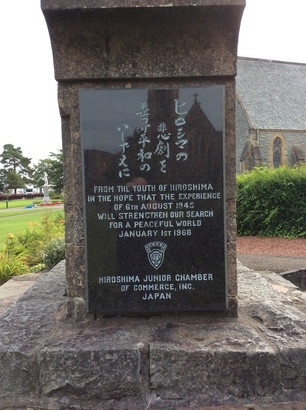 ヒロシマの
悲劇を
平和の
いしずえに
FROM THE YOUTH OF HIROSHIMA
IN THE HOPE THAT THE EXPERIENCE
OF 6TH AUGUST 1945
WILL STRENGTHEN OUR SEARCH
FOR A PEACEFUL WORLD
JANUARY 1ST 1968
HIROSHIMA JUNIOR CHAMBER
OF COMMERCE, INC.
JAPAN